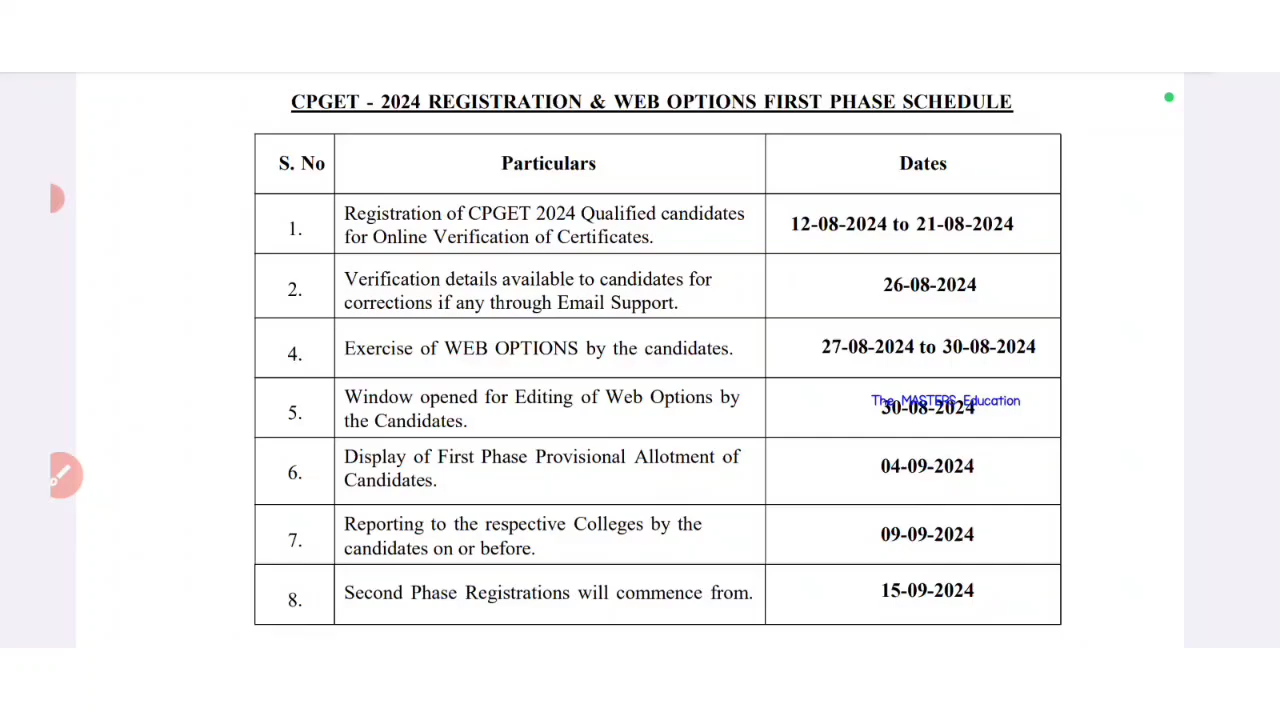 CPGET - 2024 REGISTRATION & WEB OPTIONS FIRST PHASE SCHEDULE
S. No Particulars Dates
1. Registration of CPGET 2024 Qualified candidates
for Online Verification of Certificates. 12-08-2024 to 21-08-2024
2. Verification details available to candidates for
corrections if any through Email Support. 26-08-2024
4. Exercise of WEB OPTIONS by the candidates. 27-08-2024 to 30-08-2024
5. Window opened for Editing of Web Options by
the Candidates. 30-08-2024
The MASTERS Education
6. Display of First Phase Provisional Allotment of
Candidates. 04-09-2024
7. Reporting to the respective Colleges by the
candidates on or before. 09-09-2024
8. Second Phase Registrations will commence from. 15-09-2024